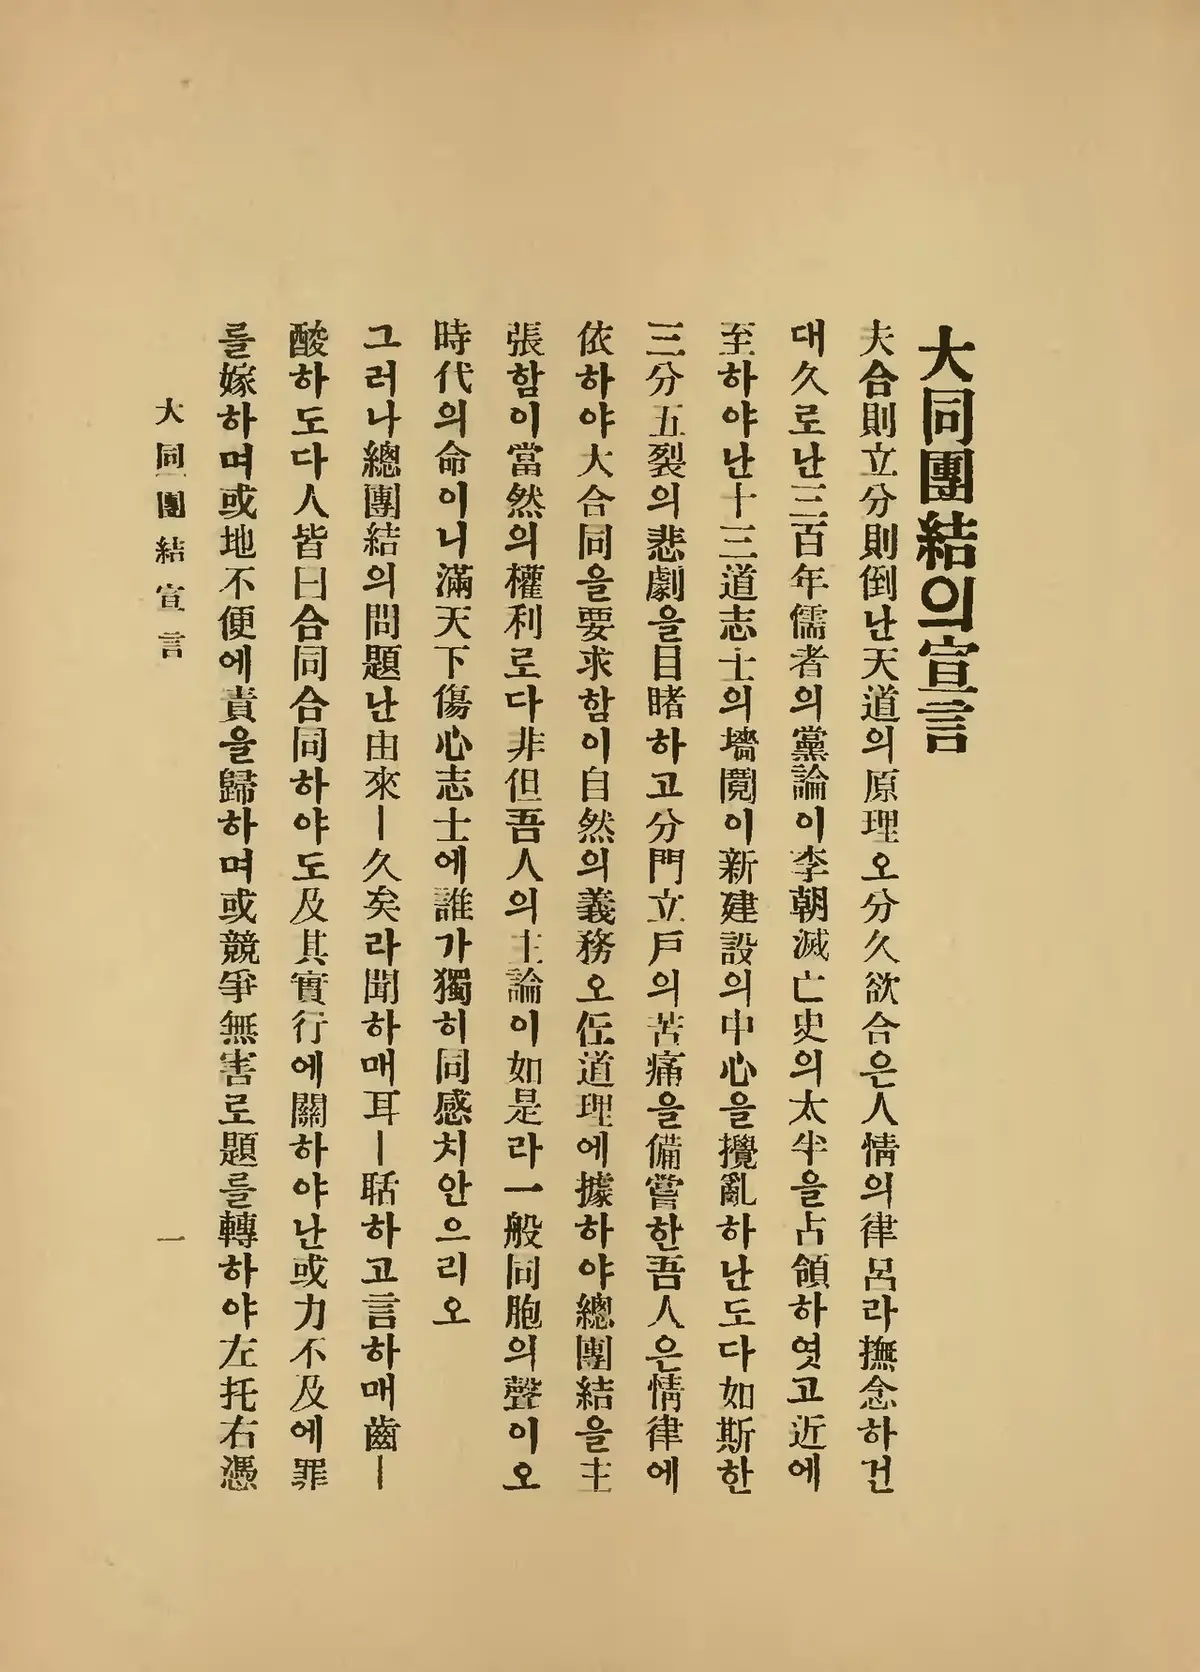 大同團結의宣言
夫合則立分則倒난天道의原理오分久欲合은人情의律呂라撫念하건
대久로난三百年儒者의黨論이李朝滅亡史의太半을占領하엿고近에
至하야난十三道志士의墻鬩이新建設의中心을攪亂하난도다如斯한
三分五裂의悲劇을目睹하고分門立戶의苦痛을備嘗한吾人은情律에
依하야大合同을要求함이自然의義務오仼道理에據하야總團結을主
張함이當然의權利로다非但吾人의主論이如是라一般同胞의聲이오
時代의命이니滿天下傷心志士에誰가獨히同感치안으리오
그러나總團結의問題난由來ㅣ久矣라聞하매耳ㅣ聒하고言하매齒ㅣ
酸하도다人皆曰合同合同하야도及其實行에關하야난或力不及에罪
를嫁하며或地不便에責을歸하며或競爭無害로題를轉하야左托右憑
大同團結宣言 一